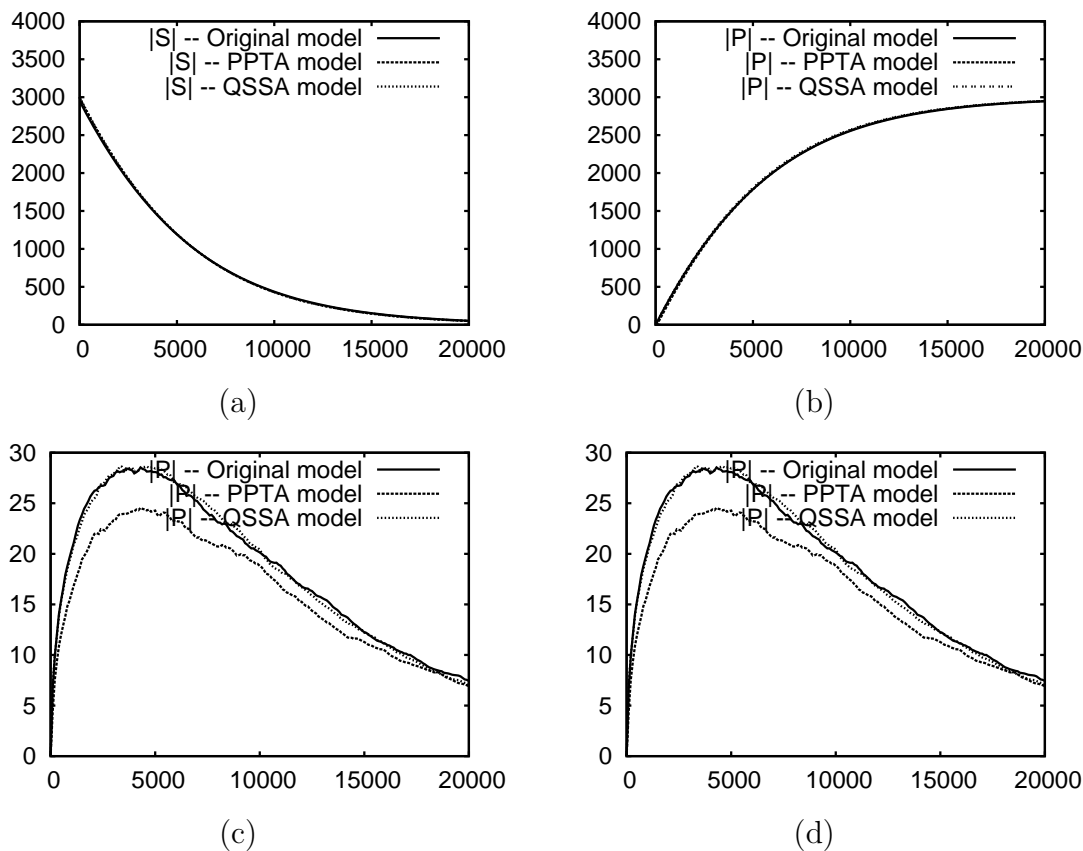 4000
3500
3000
2500
2000
1500
1000
500
0
0 5000 10000 15000 20000
|S| -- Original model
|S| -- PPTA model
|S| -- QSSA model
(a)
4000
3500
3000
2500
2000
1500
1000
500
0
0 5000 10000 15000 20000
|P| -- Original model
|P| -- PPTA model
|P| -- QSSA model
(b)
30
25
20
15
10
5
0
0 5000 10000 15000 20000
|P| -- Original model
|P| -- PPTA model
|P| -- QSSA model
(c)
30
25
20
15
10
5
0
0 5000 10000 15000 20000
|P| -- Original model
|P| -- PPTA model
|P| -- QSSA model
(d)